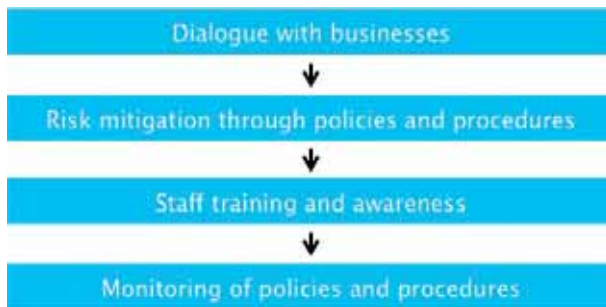 Dialogue with businesses
Risk mitigation through policies and procedures
Staff training and awareness
Monitoring of policies and procedures